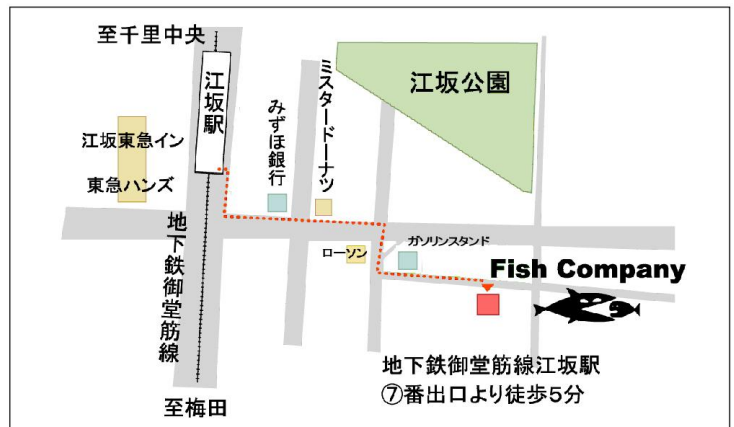 至千里中央
江坂駅
ミスタードーナツ
江坂公園
みずほ銀行
江坂東急イン
東急ハンズ
地下鉄御堂筋線
ローソン
ガソリンスタンド
Fish Company
地下鉄御堂筋線江坂駅
⑦番出口より徒歩5分
至梅田